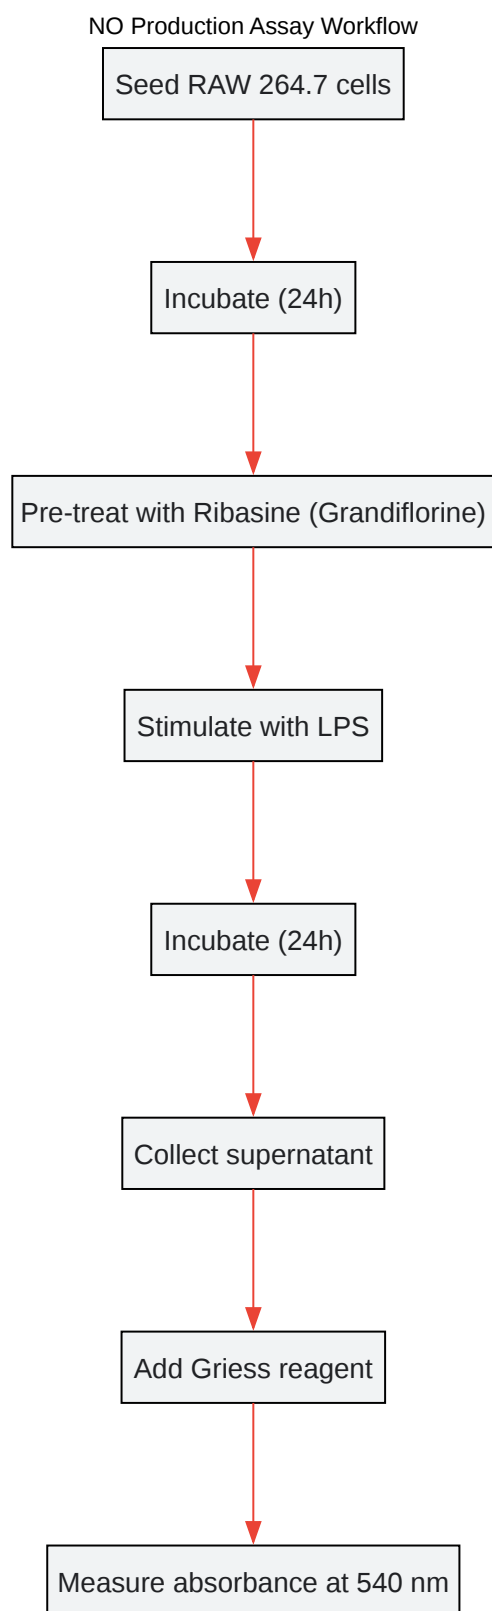 NO Production Assay Workflow
Seed RAW 264.7 cells
Incubate (24h)
Pre-treat with Ribasine (Grandiflorine)
Stimulate with LPS
Incubate (24h)
Collect supernatant
Add Griess reagent
Measure absorbance at 540 nm